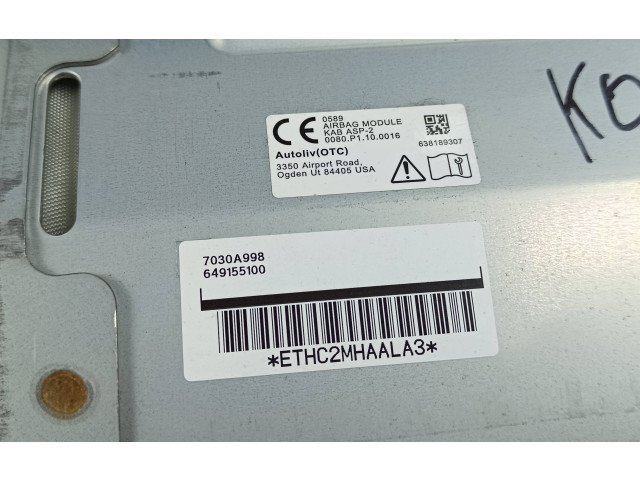 CE 0589
AIRBAG MODULE
KAB ASP-2
0080.P1.10.0016
Autoliv(OTC)
3350 Airport Road,
Ogden Ut 84405 USA
638189307
KO
7030A998
649155100
*ETHC2MHAALA3*